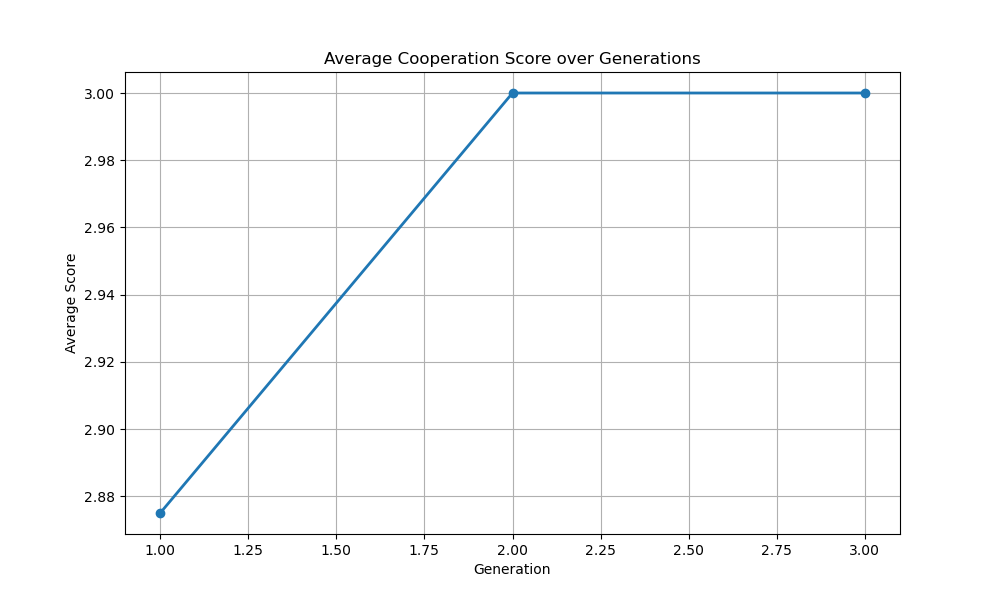 Average Cooperation Score over Generations
3.00
2.98
2.96
2.94
2.92
2.90
2.88
Average Score
1.00 1.25 1.50 1.75 2.00 2.25 2.50 2.75 3.00
Generation